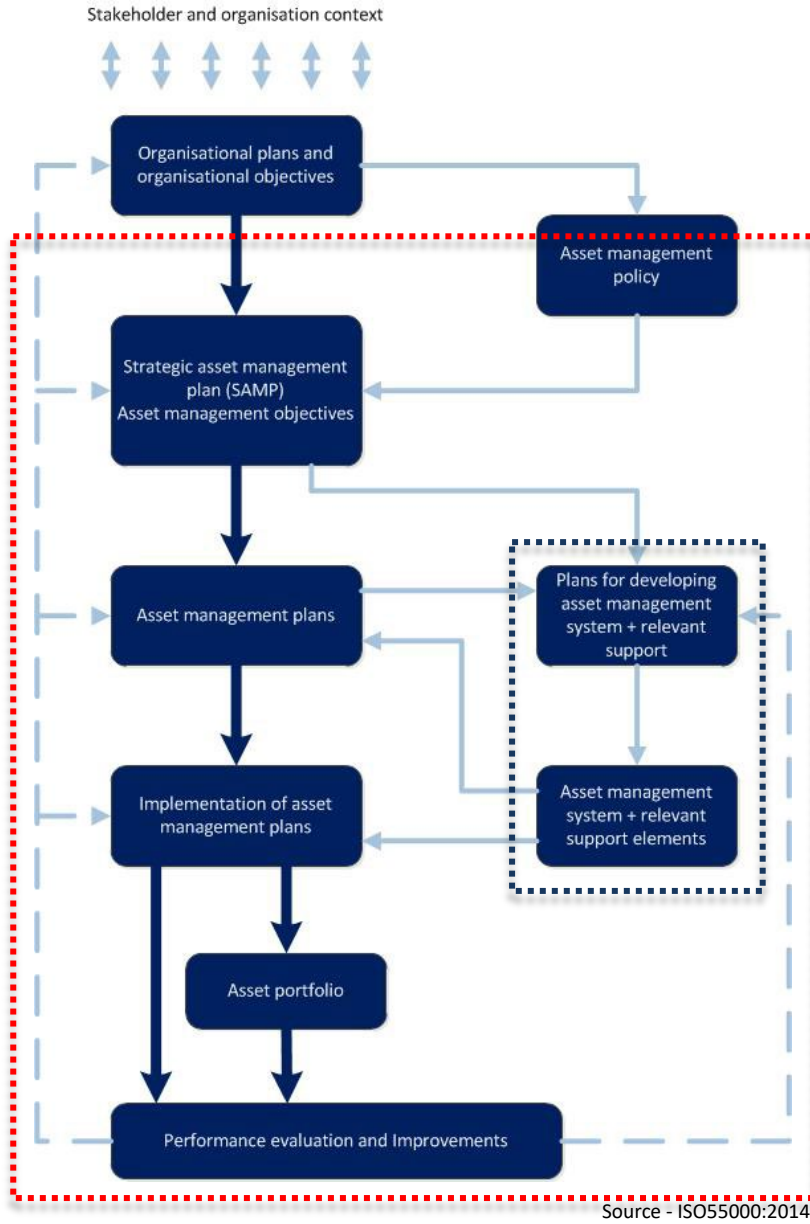 Stakeholder and organisation context
Organisational plans and
organisational objectives
Asset management
policy
Strategic asset management
plan (SAMP)
Asset management objectives
Asset management plans
Plans for developing
asset management
system + relevant
support
Implementation of asset
management plans
Asset management
system + relevant
support elements
Asset portfolio
Performance evaluation and Improvements
Source - ISO55000:2014